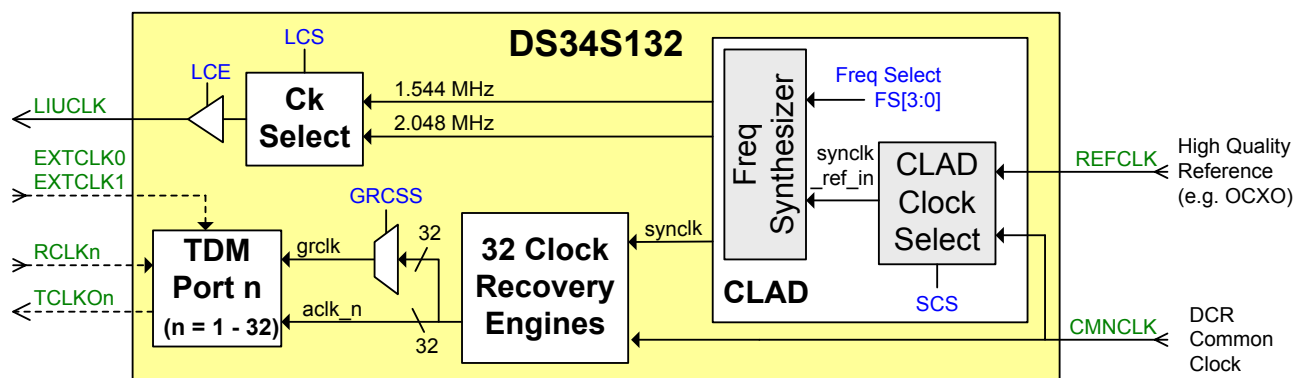 DS34S132
LCS
LCE
LIUCLK
Ck
Select
1.544 MHz
2.048 MHz
Freq
Synthesizer
Freq Select
FS[3:0]
synclk
_ref_in
CLAD
Clock
Select
SCS
CLAD
REFCLK
High Quality
Reference
(e.g. OCXO)
EXTCLK0
EXTCLK1
GRCSS
RCLKn
TCLKOn
TDM
Port n
(n = 1 - 32)
grclk
32
aclk_n
32
32 Clock
Recovery
Engines
synclk
CMNCLK
DCR
Common
Clock